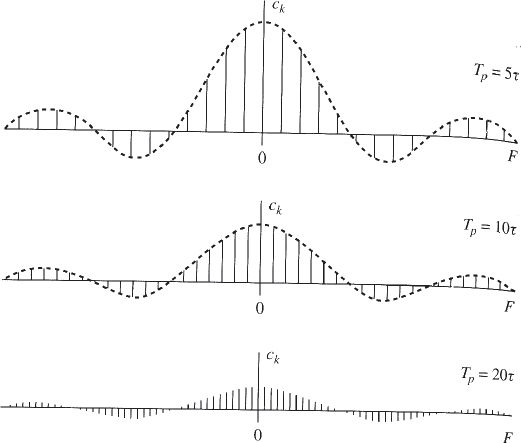 c_k
T_p = 5τ
0
F
c_k
T_p = 10τ
0
F
c_k
T_p = 20τ
0
F